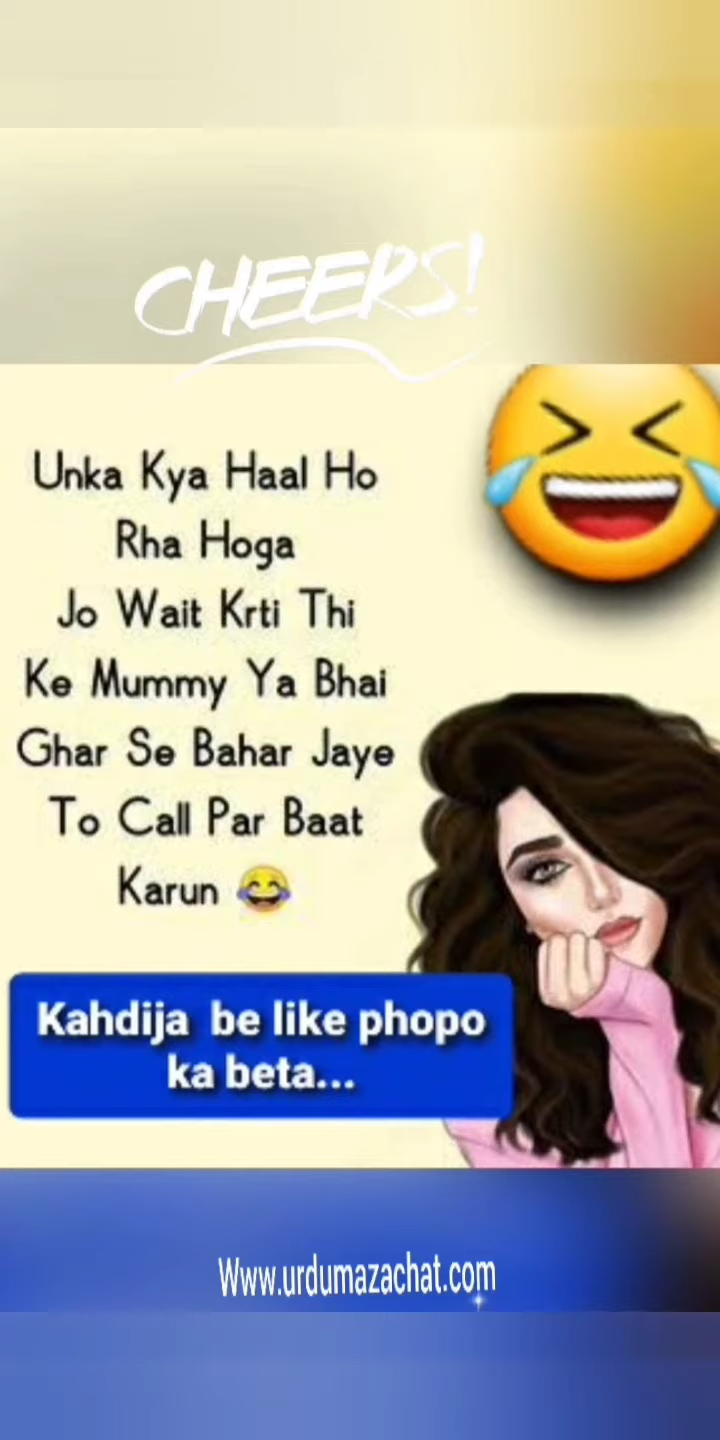 CHEERS!
Unka Kya Haal Ho
Rha Hoga
Jo Wait Krti Thi
Ke Mummy Ya Bhai
Ghar Se Bahar Jaye
To Call Par Baat
Karun 😂
Kahdija be like phopo
ka beta...
Www.urdumazachat.com